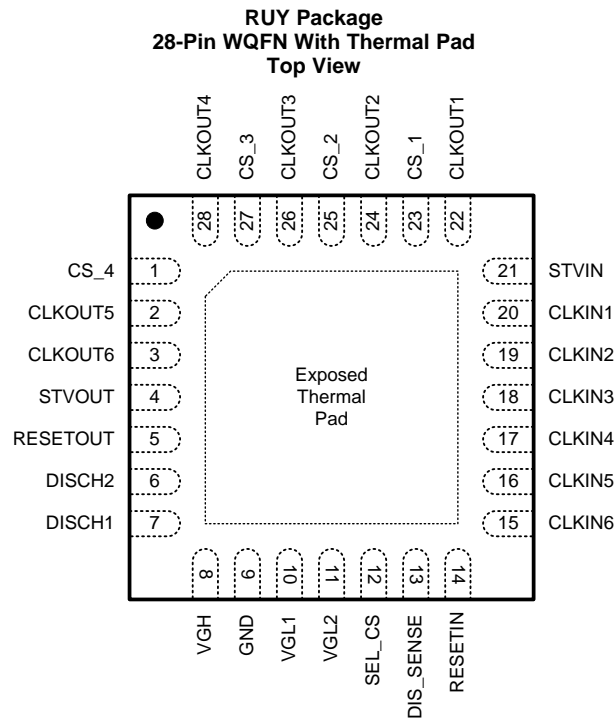 RUY Package
28-Pin WQFN With Thermal Pad
Top View
CLKOUT4
CS_3
CLKOUT3
CS_2
CLKOUT2
CS_1
CLKOUT1
28
27
26
25
24
23
22
CS_4 1
CLKOUT5 2
CLKOUT6 3
STVOUT 4
RESETOUT 5
DISCH2 6
DISCH1 7
Exposed
Thermal
Pad
21 STVIN
20 CLKIN1
19 CLKIN2
18 CLKIN3
17 CLKIN4
16 CLKIN5
15 CLKIN6
8
9
10
11
12
13
14
VGH
GND
VGL1
VGL2
SEL_CS
DIS_SENSE
RESETIN